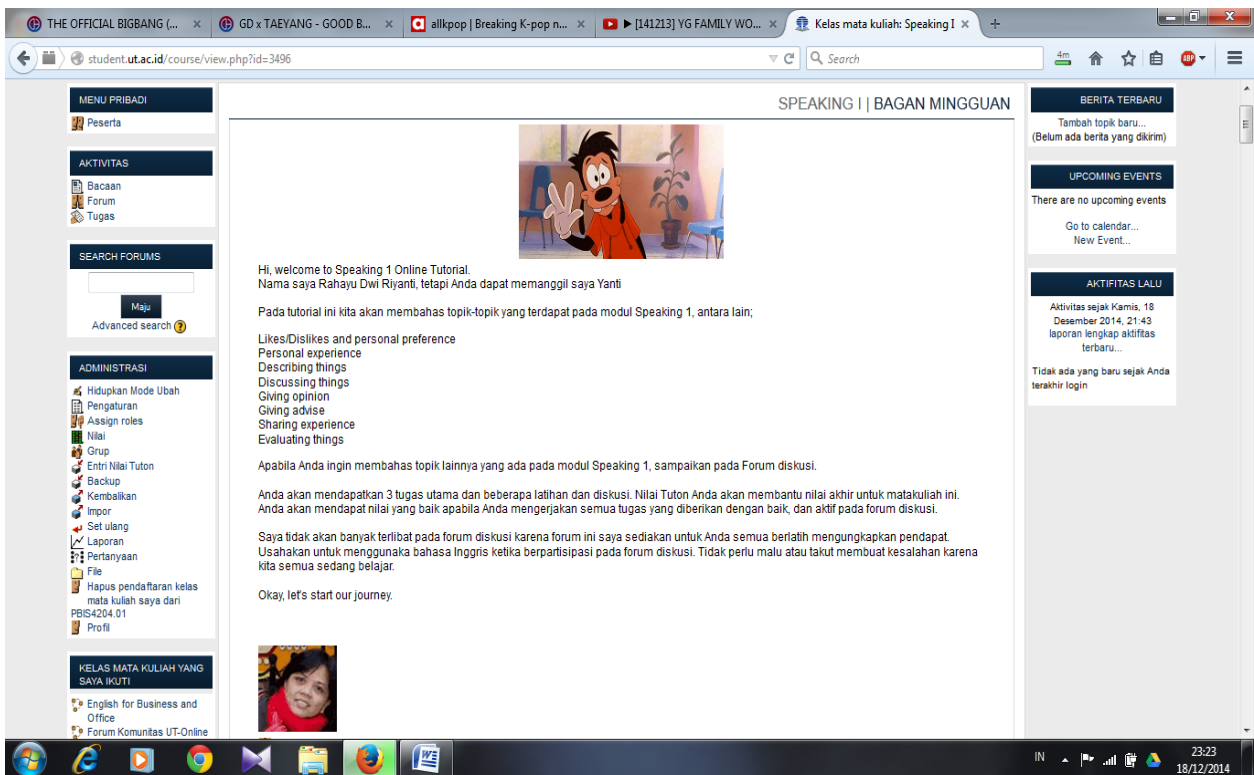 THE OFFICIAL BIGBANG (...
GD x TAEYANG - GOOD B...
allkpop | Breaking K-pop n...
▶ [141213] YG FAMILY WO...
Kelas mata kuliah: Speaking I
student.ut.ac.id/course/view.php?id=3496
Search
4m
ABP
MENU PRIBADI
Peserta
AKTIVITAS
Bacaan
Forum
Tugas
SEARCH FORUMS
Maju
Advanced search ?
ADMINISTRASI
Hidupkan Mode Ubah
Pengaturan
Assign roles
Nilai
Grup
Entri Nilai Tuton
Backup
Kembalikan
Impor
Set ulang
Laporan
Pertanyaan
File
Hapus pendaftaran kelas
mata kuliah saya dari
PBIS4204.01
Profil
KELAS MATA KULIAH YANG
SAYA IKUTI
English for Business and
Office
Forum Komunitas UT-Online
SPEAKING I | BAGAN MINGGUAN
Hi, welcome to Speaking 1 Online Tutorial.
Nama saya Rahayu Dwi Riyanti, tetapi Anda dapat memanggil saya Yanti
Pada tutorial ini kita akan membahas topik-topik yang terdapat pada modul Speaking 1, antara lain;
Likes/Dislikes and personal preference
Personal experience
Describing things
Discussing things
Giving opinion
Giving advise
Sharing experience
Evaluating things
Apabila Anda ingin membahas topik lainnya yang ada pada modul Speaking 1, sampaikan pada Forum diskusi.
Anda akan mendapatkan 3 tugas utama dan beberapa latihan dan diskusi. Nilai Tuton Anda akan membantu nilai akhir untuk matakuliah ini.
Anda akan mendapat nilai yang baik apabila Anda mengerjakan semua tugas yang diberikan dengan baik, dan aktif pada forum diskusi.
Saya tidak akan banyak terlibat pada forum diskusi karena forum ini saya sediakan untuk Anda semua berlatih mengungkapkan pendapat.
Usahakan untuk menggunaka bahasa Inggris ketika berpartisipasi pada forum diskusi. Tidak perlu malu atau takut membuat kesalahan karena
kita semua sedang belajar.
Okay, let's start our journey.
BERITA TERBARU
Tambah topik baru...
(Belum ada berita yang dikirim)
UPCOMING EVENTS
There are no upcoming events
Go to calendar...
New Event...
AKTIFITAS LALU
Aktivitas sejak Kamis, 18
Desember 2014, 21:43
laporan lengkap aktifitas
terbaru...
Tidak ada yang baru sejak Anda
terakhir login
IN
23:23
18/12/2014